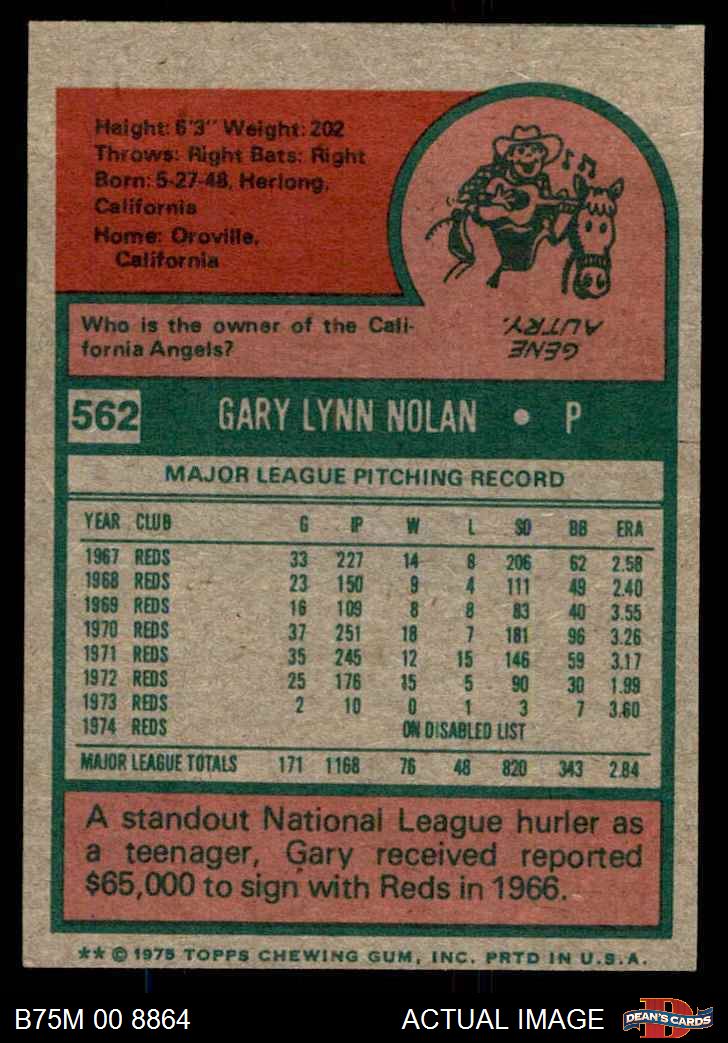 Height: 6'3" Weight: 202
Throws: Right Bats: Right
Born: 5-27-48, Herlong,
California
Home: Oroville,
California
Who is the owner of the Cali-
fornia Angels?
GENE
AUTRY.
562 GARY LYNN NOLAN • P
MAJOR LEAGUE PITCHING RECORD
YEAR CLUB G IP W L SO BB ERA
1967 REDS 33 227 14 8 206 62 2.58
1968 REDS 23 150 9 4 111 49 2.40
1969 REDS 16 109 8 8 83 40 3.55
1970 REDS 37 251 18 7 181 96 3.26
1971 REDS 35 245 12 15 146 59 3.17
1972 REDS 25 176 15 5 90 30 1.99
1973 REDS 2 10 0 1 3 7 3.60
1974 REDS ON DISABLED LIST
MAJOR LEAGUE TOTALS 171 1168 76 48 820 343 2.84
A standout National League hurler as
a teenager, Gary received reported
$65,000 to sign with Reds in 1966.
** © 1975 TOPPS CHEWING GUM, INC. PRTD IN U.S.A.
B75M 00 8864 ACTUAL IMAGE D DEAN'S CARDS